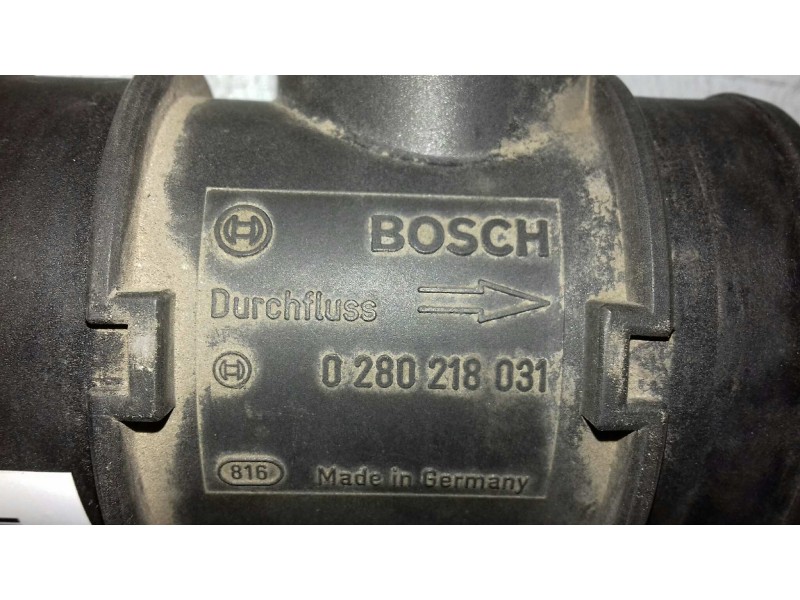 BOSCH
Durchfluss
0 280 218 031
816 Made in Germany